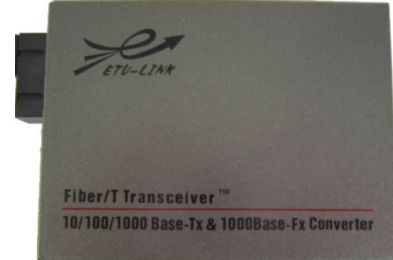 ETU-LINK
Fiber/T Transceiver™
10/100/1000 Base-Tx & 1000Base-Fx Converter